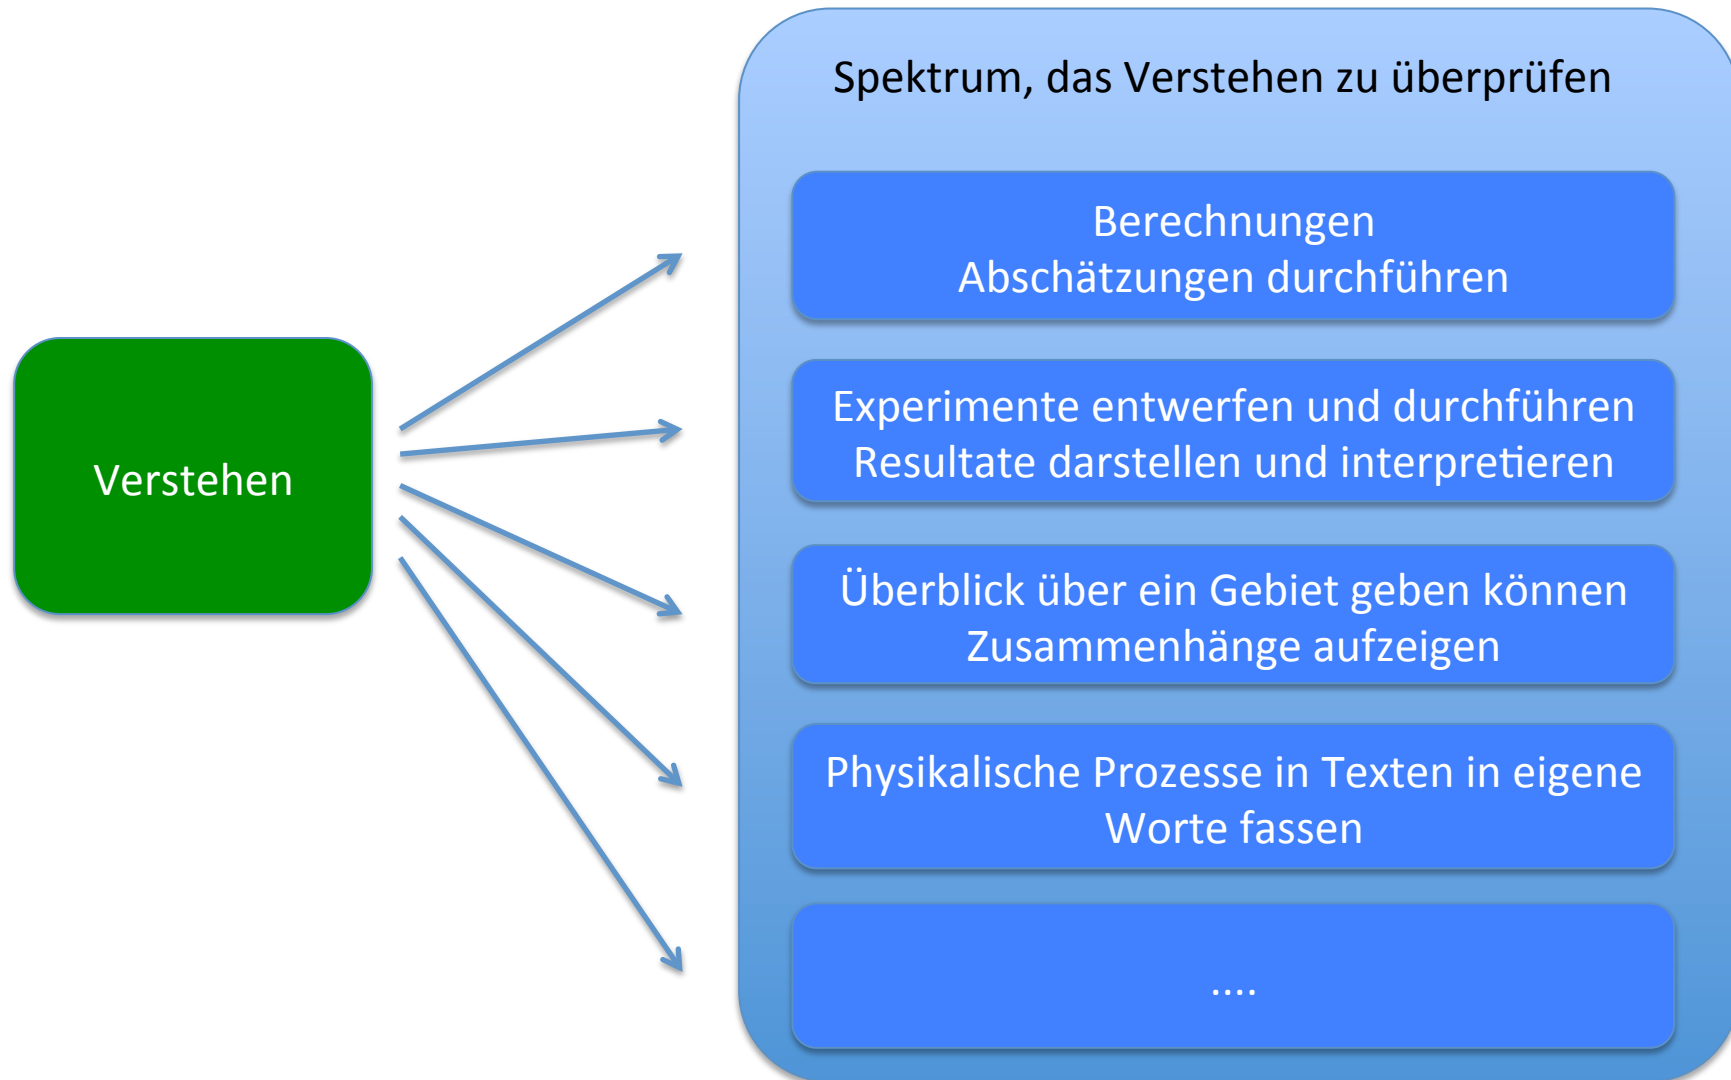 Spektrum, das Verstehen zu überprüfen
Verstehen
Berechnungen
Abschätzungen durchführen
Experimente entwerfen und durchführen
Resultate darstellen und interpretieren
Überblick über ein Gebiet geben können
Zusammenhänge aufzeigen
Physikalische Prozesse in Texten in eigene
Worte fassen
....